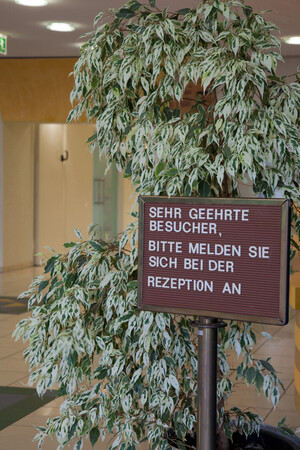 SEHR GEEHRTE
BESUCHER,
BITTE MELDEN SIE
SICH BEI DER
REZEPTION AN